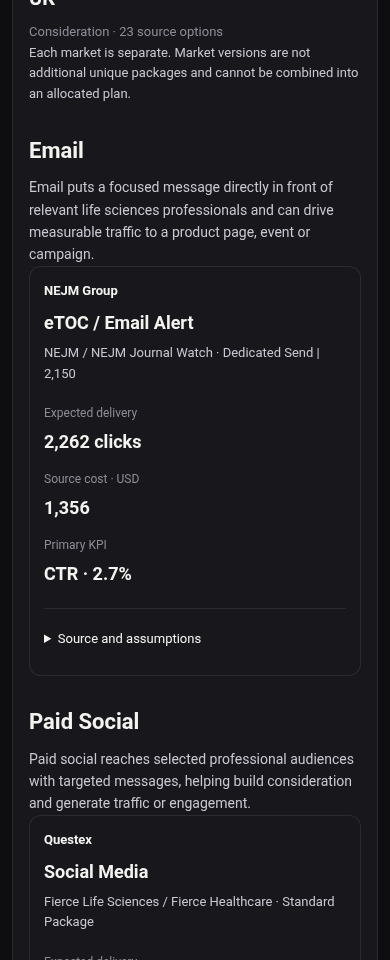 UK
Consideration · 23 source options
Each market is separate. Market versions are not
additional unique packages and cannot be combined into
an allocated plan.
Email
Email puts a focused message directly in front of
relevant life sciences professionals and can drive
measurable traffic to a product page, event or
campaign.
NEJM Group
eTOC / Email Alert
NEJM / NEJM Journal Watch · Dedicated Send |
2,150
Expected delivery
2,262 clicks
Source cost · USD
1,356
Primary KPI
CTR · 2.7%
▶ Source and assumptions
Paid Social
Paid social reaches selected professional audiences
with targeted messages, helping build consideration
and generate traffic or engagement.
Questex
Social Media
Fierce Life Sciences / Fierce Healthcare · Standard
Package
Expected delivery